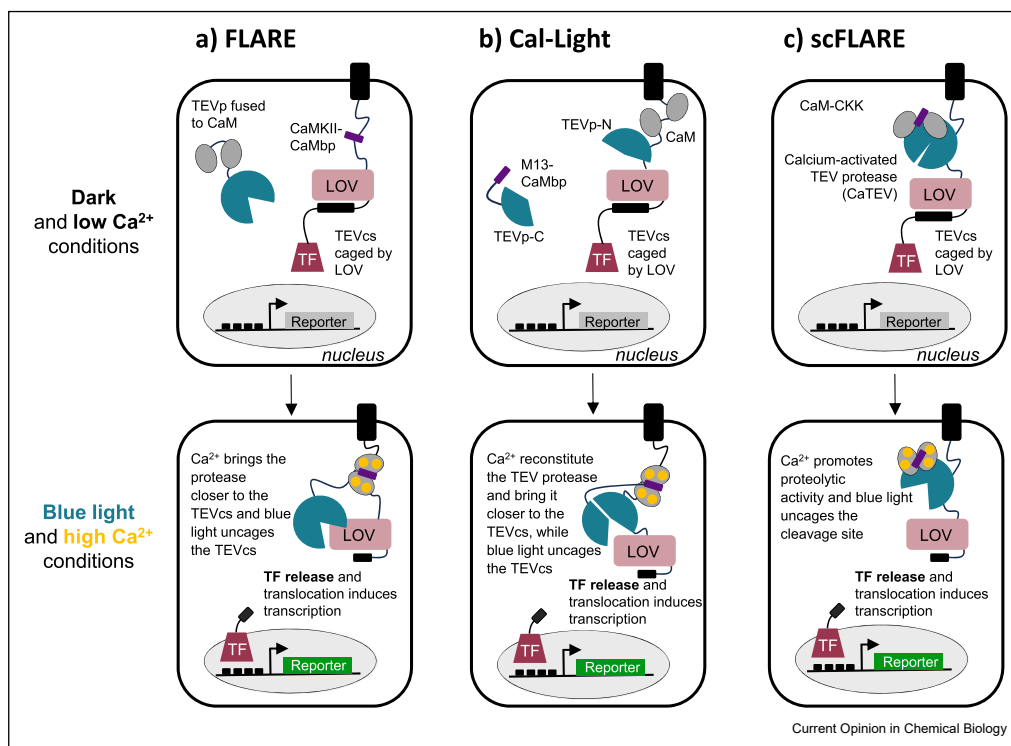 a) FLARE
b) Cal-Light
c) scFLARE
Dark
and low Ca²⁺
conditions
TEVp fused
to CaM
CaMKII-
CaMbp
LOV
TEVcs
caged by
LOV
TF
Reporter
nucleus
TEVp-N
CaM
M13-
CaMbp
TEVp-C
LOV
TEVcs
caged
by LOV
TF
Reporter
nucleus
CaM-CKK
Calcium-activated
TEV protease
(CaTEV)
LOV
TEVcs
caged by
LOV
TF
Reporter
nucleus
Blue light
and high Ca²⁺
conditions
Ca²⁺ brings the
protease
closer to the
TEVcs and blue
light uncages
the TEVcs
LOV
TF release and
translocation induces
transcription
TF
Reporter
Ca²⁺ reconstitute
the TEV protease
and bring it
closer to the
TEVcs, while
blue light uncages
the TEVcs
LOV
TF release and
translocation induces
transcription
TF
Reporter
Ca²⁺ promotes
proteolytic
activity and blue light
uncages the
cleavage site
LOV
TF release and
translocation induces
transcription
TF
Reporter
Current Opinion in Chemical Biology